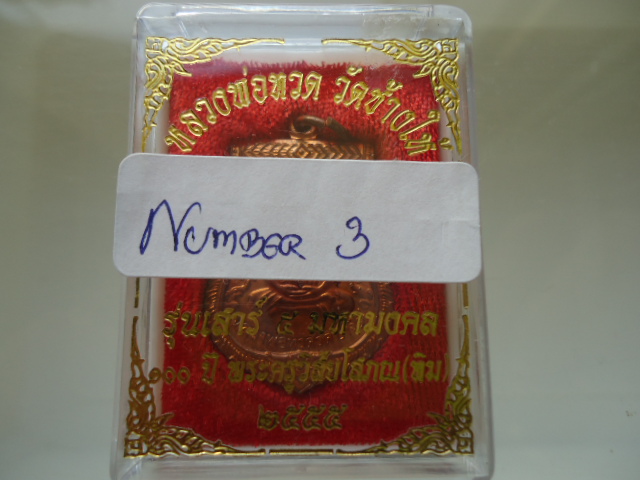 หลวงพ่อทวด วัดช้างให้
NUMBER 3
รุ่นเสาร์ ๕ มหามงคล
๑๐๐ ปี พระครูวิสัยโสภณ(ทิม)
๒๕๕๕